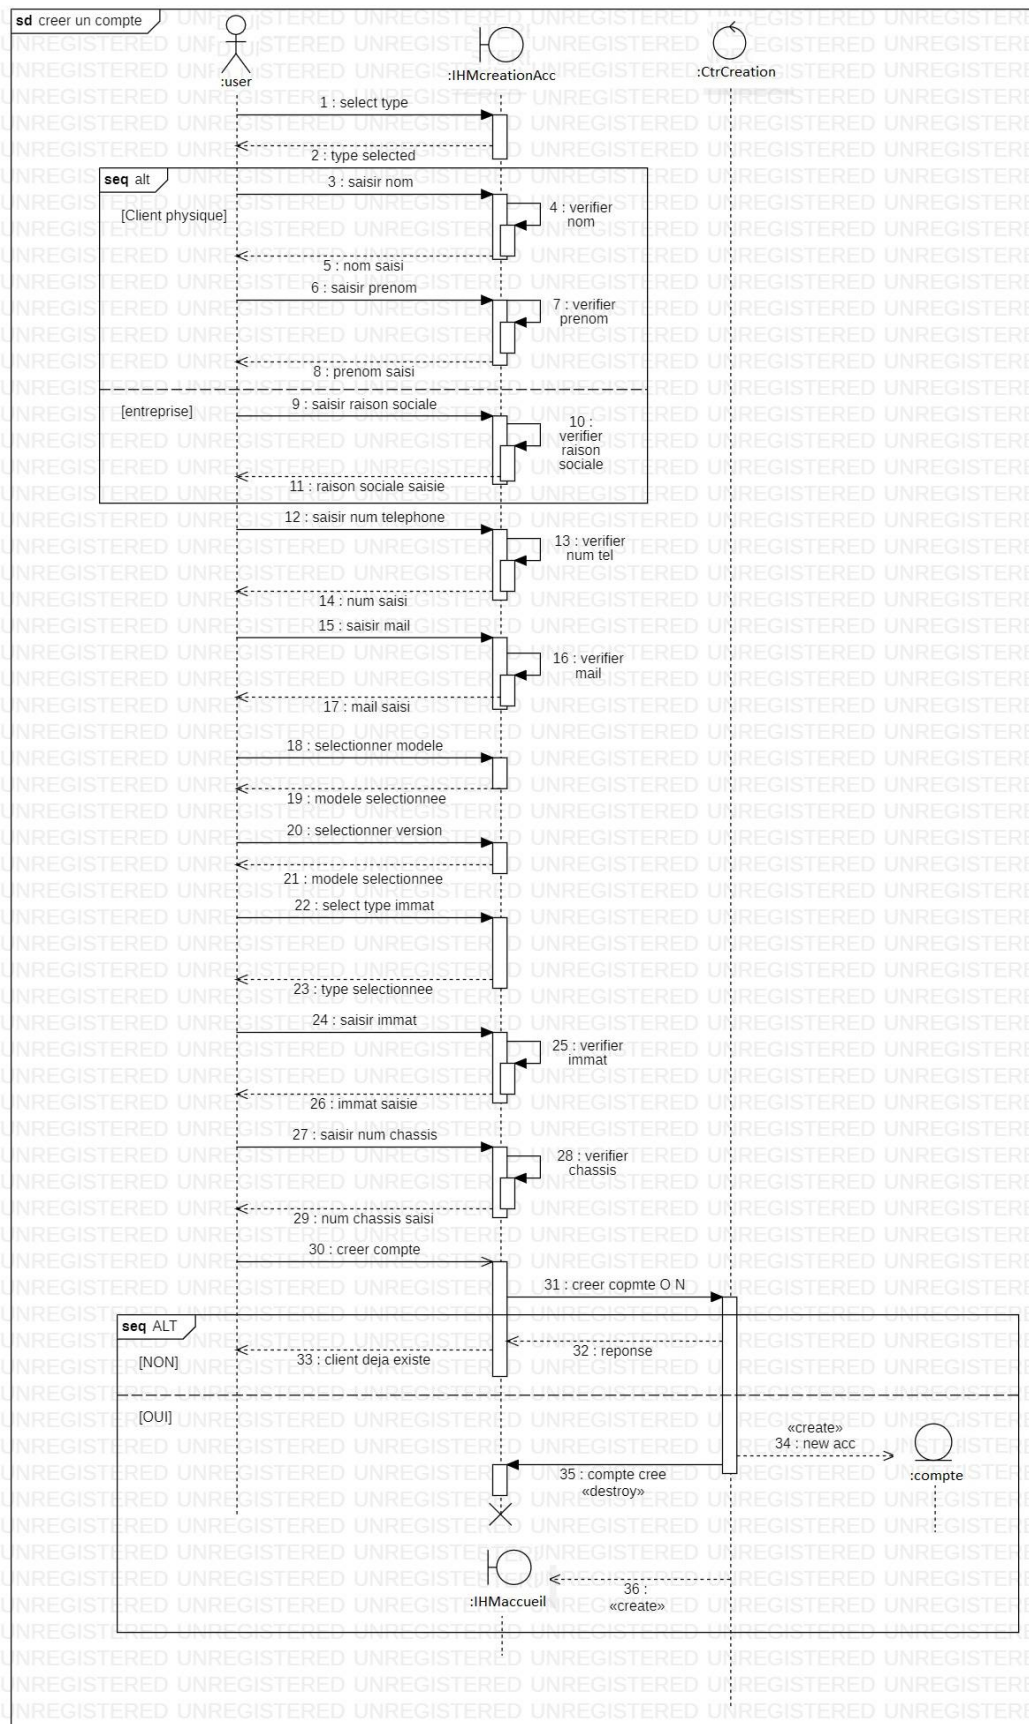 sd creer un compte
:user
:IHMcreationAcc
:CtrCreation
1 : select type
2 : type selected
seq alt
3 : saisir nom
[Client physique]
4 : verifier
nom
5 : nom saisi
6 : saisir prenom
7 : verifier
prenom
8 : prenom saisi
[entreprise]
9 : saisir raison sociale
10 :
verifier
raison
sociale
11 : raison sociale saisie
12 : saisir num telephone
13 : verifier
num tel
14 : num saisi
15 : saisir mail
16 : verifier
mail
17 : mail saisi
18 : selectionner modele
19 : modele selectionnee
20 : selectionner version
21 : modele selectionnee
22 : select type immat
23 : type selectionnee
24 : saisir immat
25 : verifier
immat
26 : immat saisie
27 : saisir num chassis
28 : verifier
chassis
29 : num chassis saisi
30 : creer compte
31 : creer copmte O N
seq ALT
[NON]
32 : reponse
33 : client deja existe
[OUI]
«create»
34 : new acc
:compte
35 : compte cree
«destroy»
:IHMaccueil
36 :
«create»
UNREGISTERED